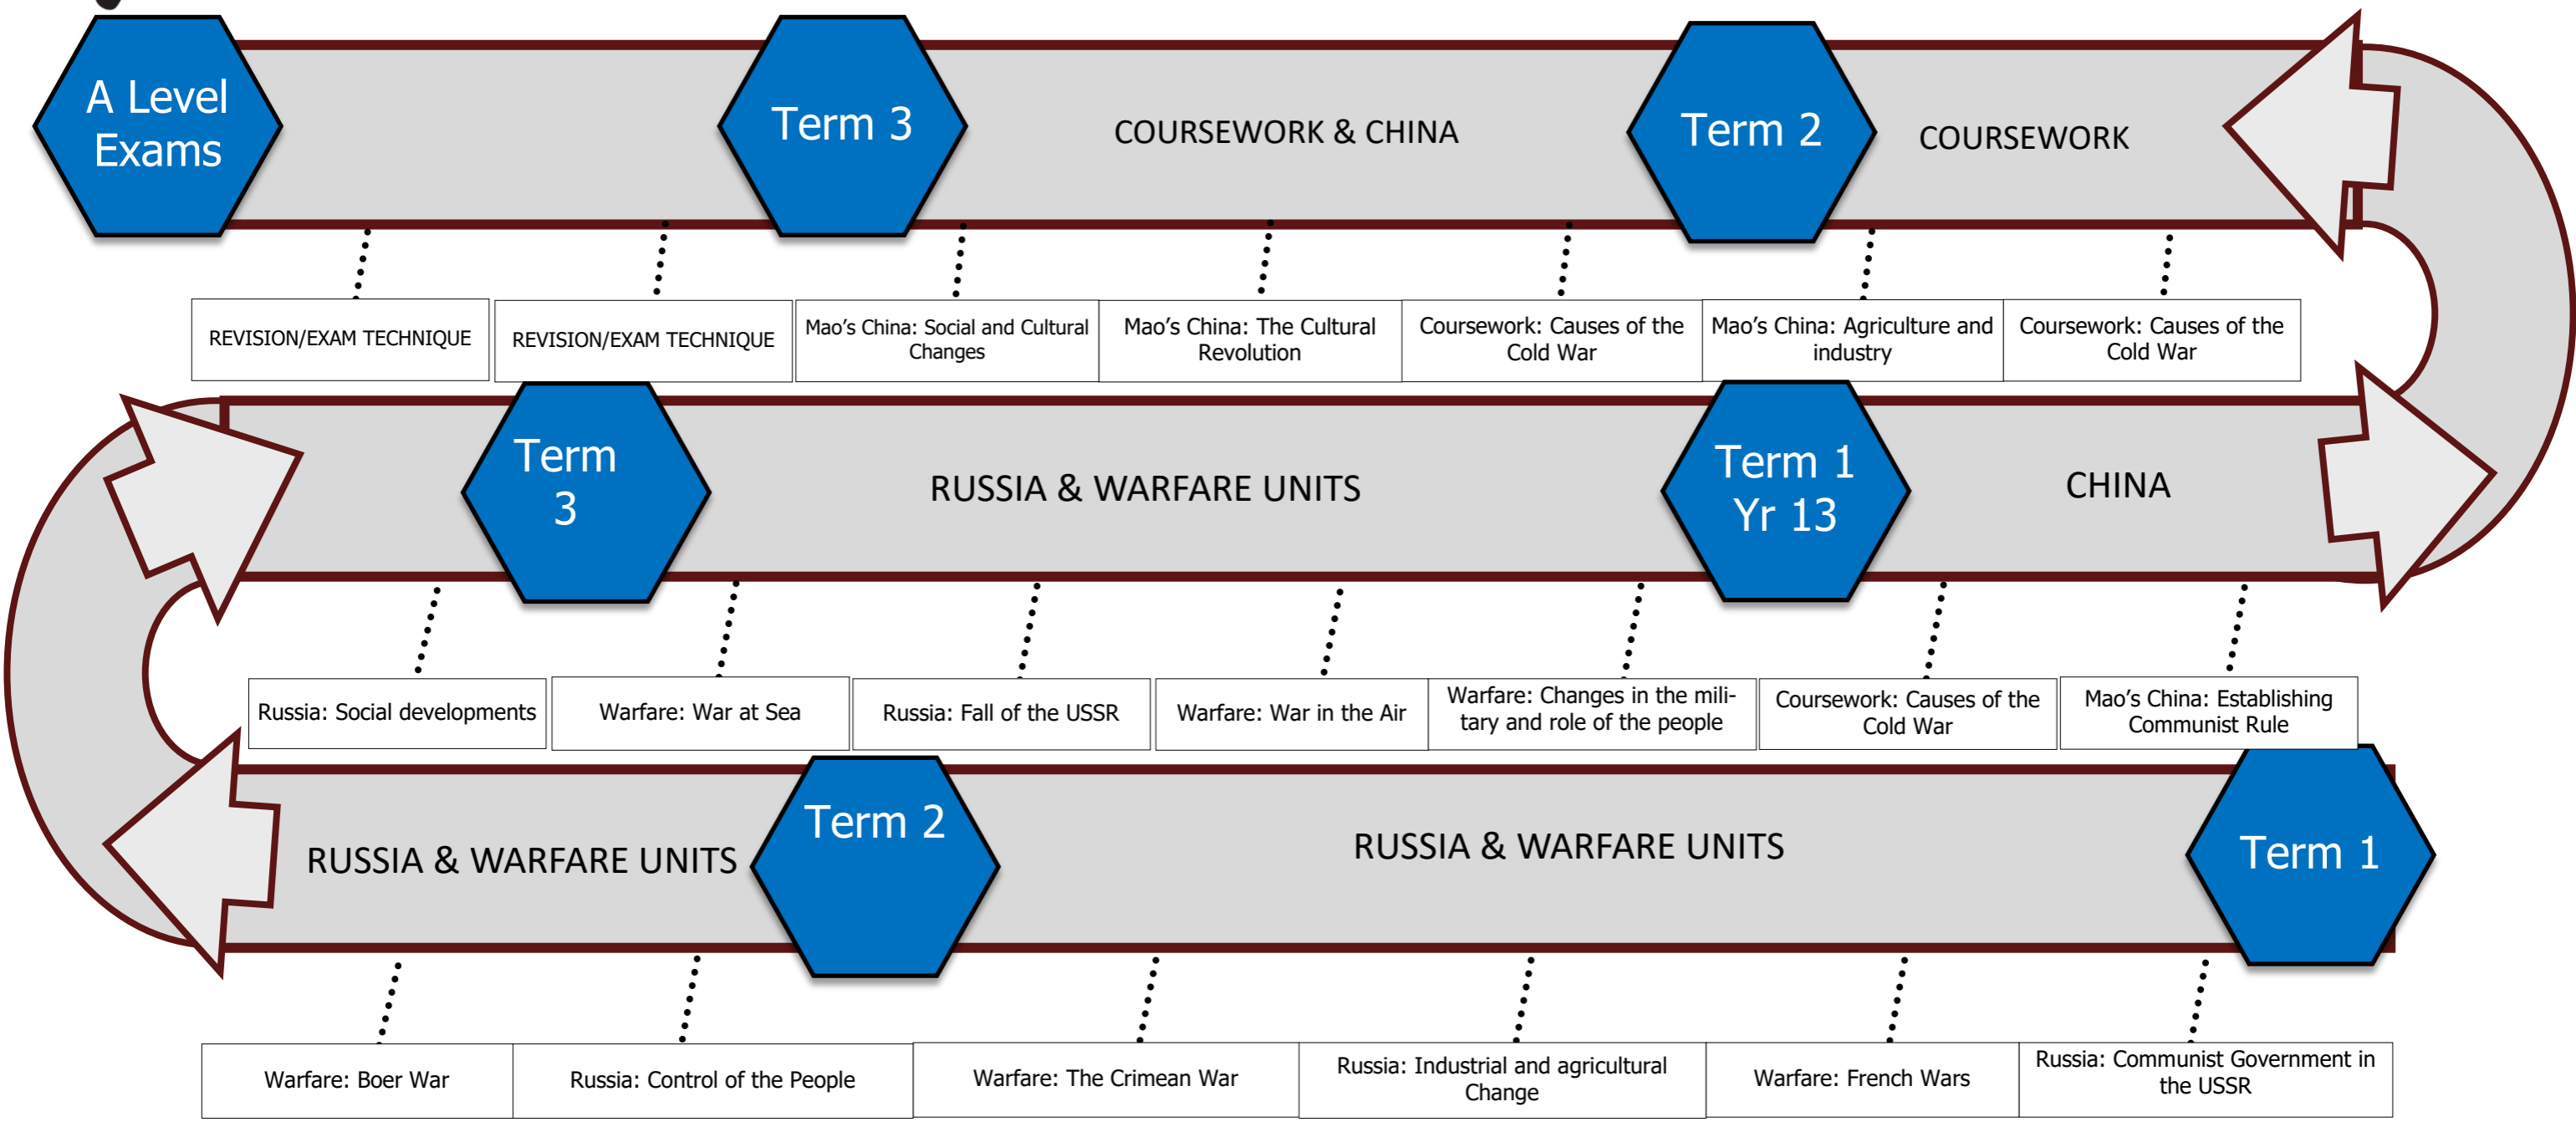 A Level
Exams
Term 3
COURSEWORK & CHINA
Term 2
COURSEWORK
REVISION/EXAM TECHNIQUE
REVISION/EXAM TECHNIQUE
Mao’s China: Social and Cultural
Changes
Mao’s China: The Cultural
Revolution
Coursework: Causes of the
Cold War
Mao’s China: Agriculture and
industry
Coursework: Causes of the
Cold War
Term
3
RUSSIA & WARFARE UNITS
Term 1
Yr 13
CHINA
Russia: Social developments
Warfare: War at Sea
Russia: Fall of the USSR
Warfare: War in the Air
Warfare: Changes in the mili-
tary and role of the people
Coursework: Causes of the
Cold War
Mao’s China: Establishing
Communist Rule
RUSSIA & WARFARE UNITS
Term 2
RUSSIA & WARFARE UNITS
Term 1
Warfare: Boer War
Russia: Control of the People
Warfare: The Crimean War
Russia: Industrial and agricultural
Change
Warfare: French Wars
Russia: Communist Government in
the USSR